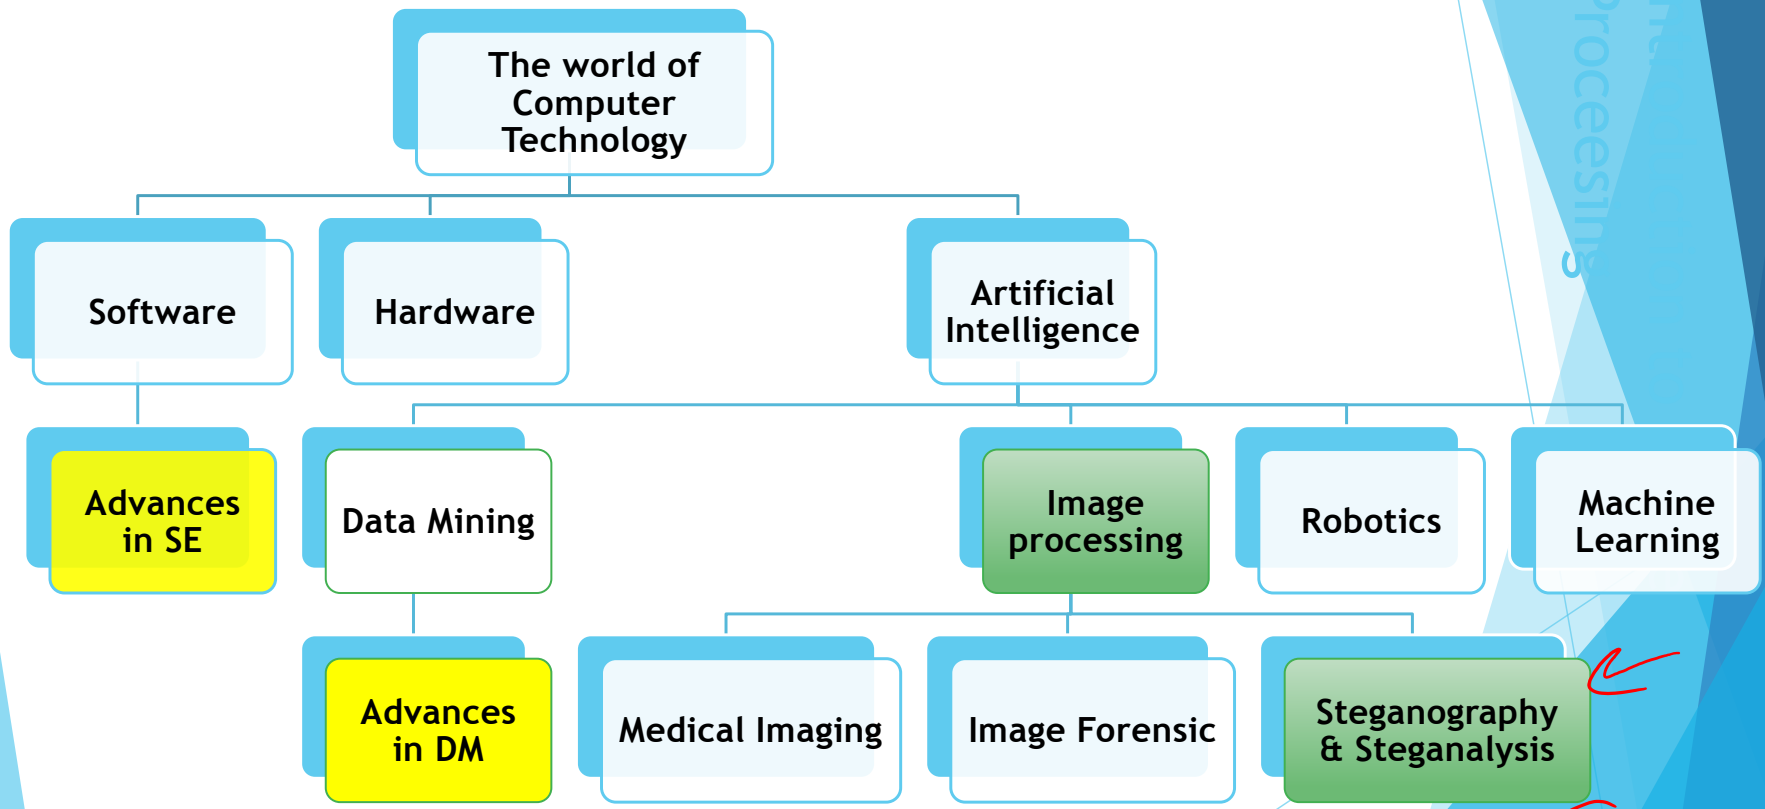 The world of
Computer
Technology
Software
Hardware
Artificial
Intelligence
Advances
in SE
Data Mining
Image
processing
Robotics
Machine
Learning
Advances
in DM
Medical Imaging
Image Forensic
Steganography
& Steganalysis